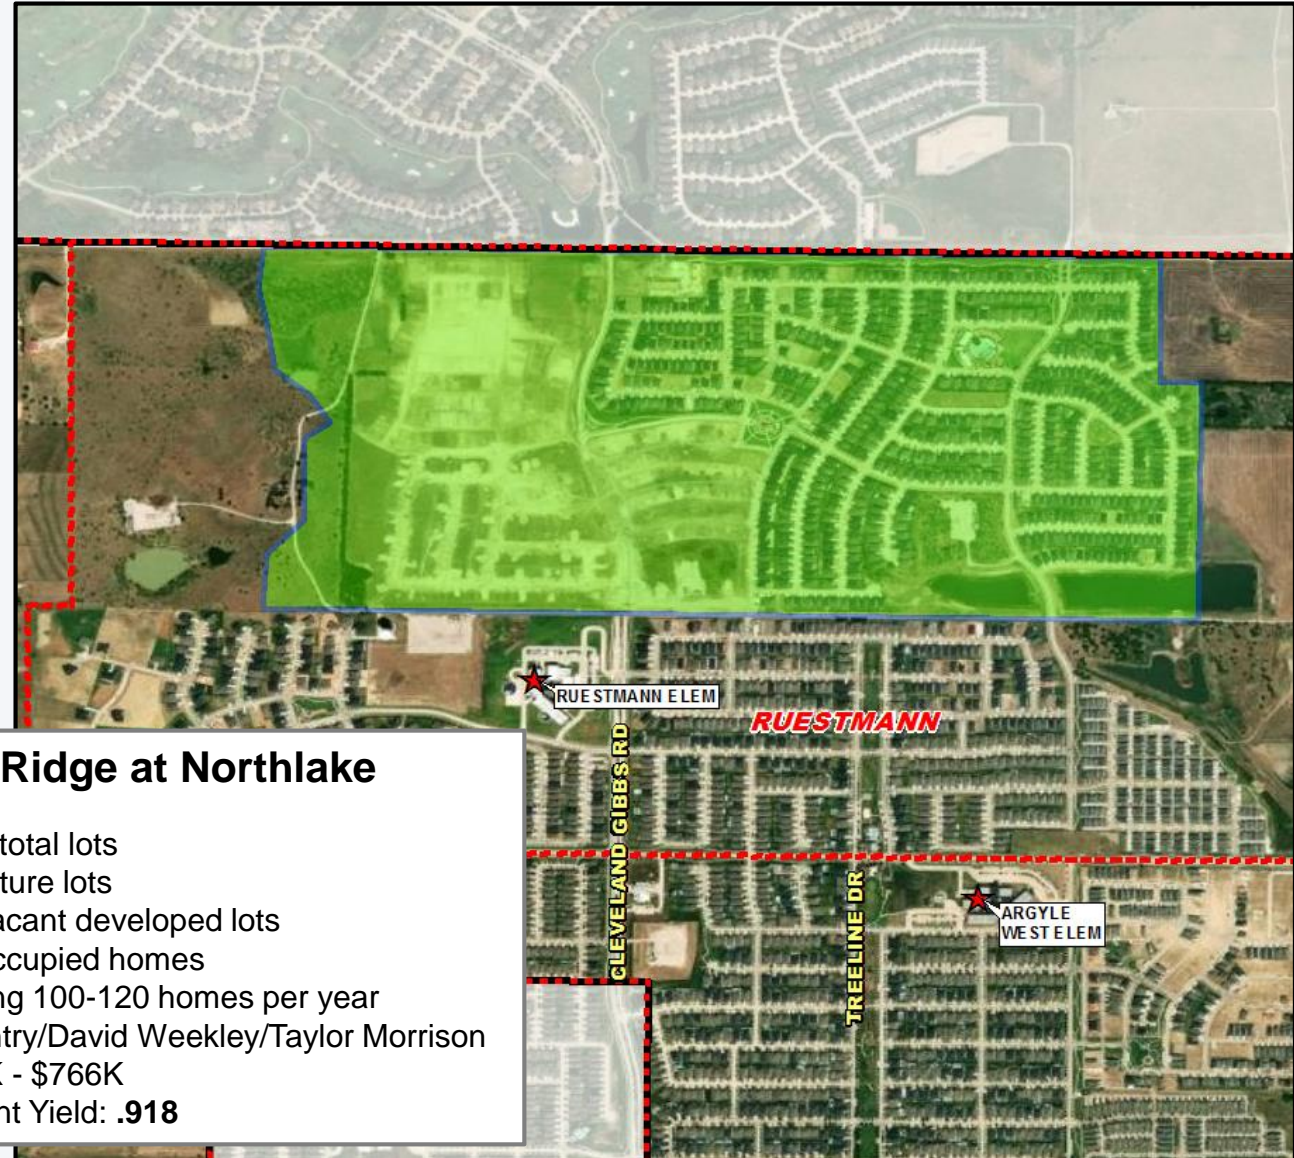 RUESTMANN ELEM
RUESTMANN
CLEVELAND GIBBS RD
Ridge at Northlake
total lots
ture lots
acant developed lots
ccupied homes
ng 100-120 homes per year
ntry/David Weekley/Taylor Morrison
K - $766K
nt Yield: .918
TREELINE DR
ARGYLE
WEST ELEM